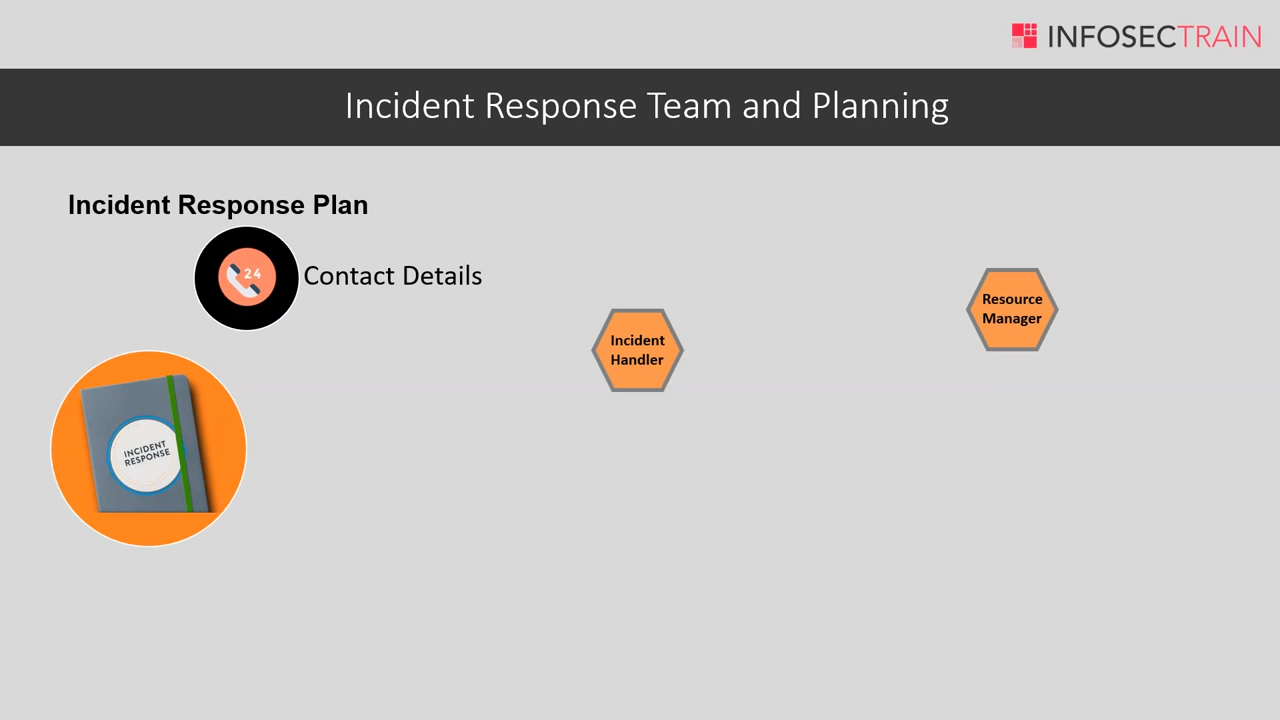 INFOSECTRAIN
Incident Response Team and Planning
Incident Response Plan
24
Contact Details
Incident
Handler
Resource
Manager
INCIDENT
RESPONSE